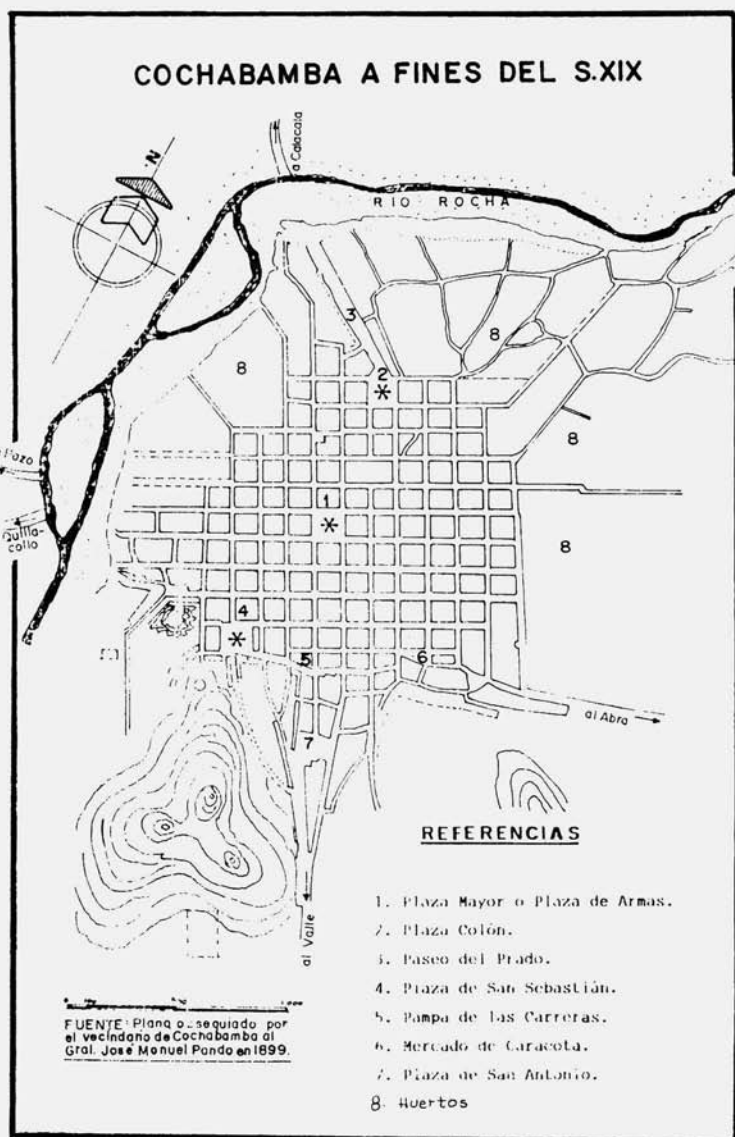 COCHABAMBA A FINES DEL S.XIX
N.
a Calacala
RIO ROCHA
3
8
2
8
8
1
8
Quilla-
collo
4
5
6
al Abra
7
al Valle
REFERENCIAS
1. Plaza Mayor o Plaza de Armas.
2. Plaza Colón.
3. Paseo del Prado.
4. Plaza de San Sebastián.
5. Pampa de las Carreras.
6. Mercado de Caracota.
7. Plaza de San Antonio.
8. Huertos
FUENTE: Plano obsequiado por
el vecindario de Cochabamba al
Gral. José Manuel Pando en 1899.